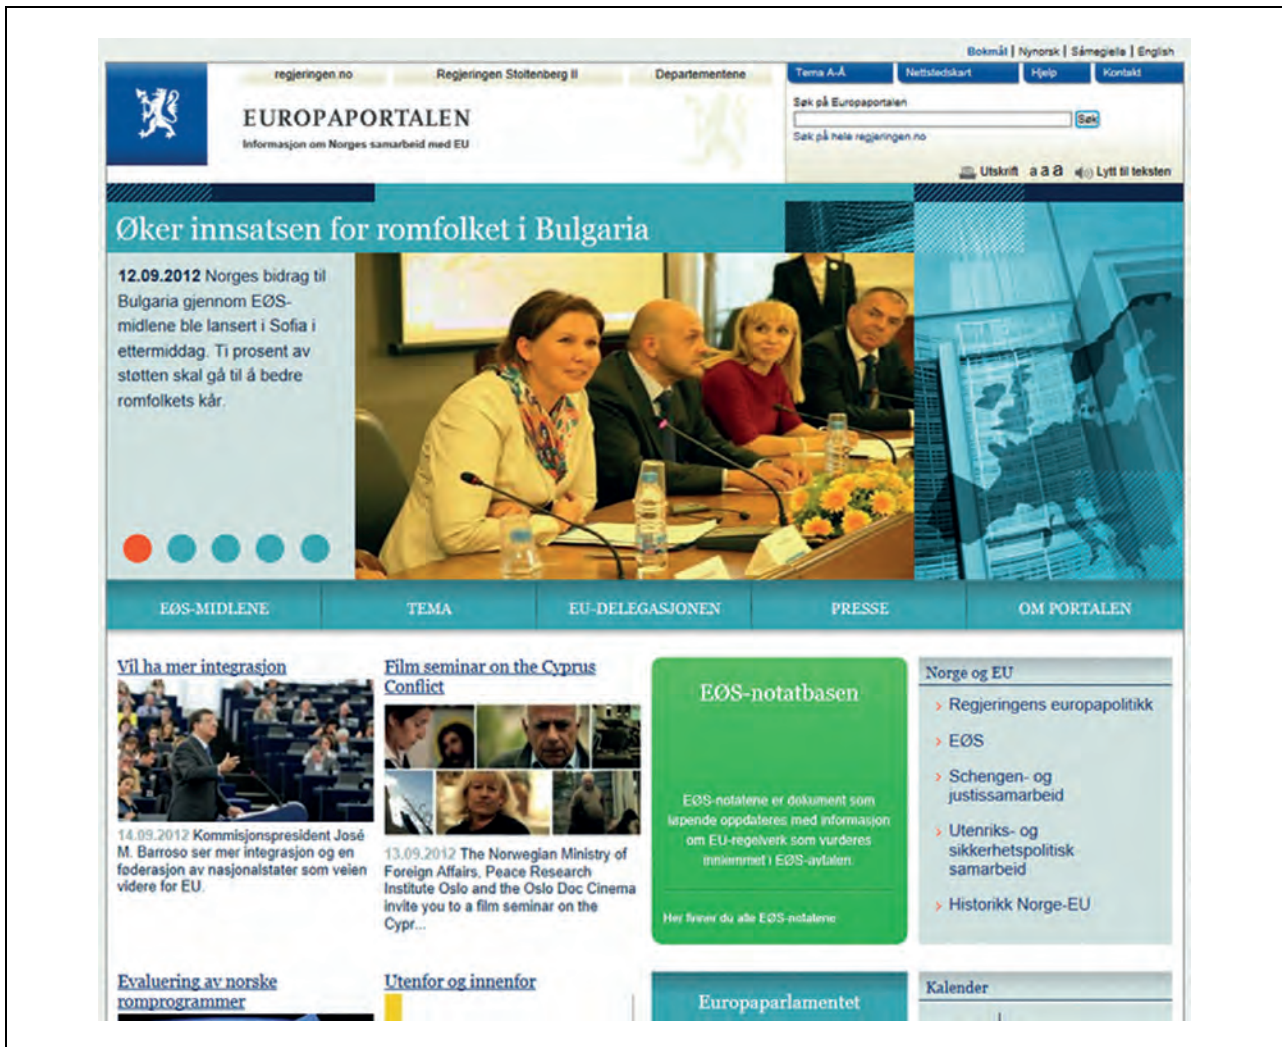 Bokmål | Nynorsk | Sámegiella | English
regjeringen.no
Regjeringen Stoltenberg II
Departementene
Tema A-Å
Nettstedskart
Hjelp
Kontakt
EUROPAPORTALEN
Informasjon om Norges samarbeid med EU
Søk på Europaportalen
Søk
Søk på hele regjeringen.no
Utskrift a a a Lytt til teksten
Øker innsatsen for romfolket i Bulgaria
12.09.2012 Norges bidrag til
Bulgaria gjennom EØS-
midlene ble lansert i Sofia i
ettermiddag. Ti prosent av
støtten skal gå til å bedre
romfolkets kår.
EØS-MIDLENE
TEMA
EU-DELEGASJONEN
PRESSE
OM PORTALEN
Vil ha mer integrasjon
14.09.2012 Kommisjonspresident José
M. Barroso ser mer integrasjon og en
føderasjon av nasjonalstater som veien
videre for EU.
Film seminar on the Cyprus
Conflict
13.09.2012 The Norwegian Ministry of
Foreign Affairs, Peace Research
Institute Oslo and the Oslo Doc Cinema
invite you to a film seminar on the
Cypr...
EØS-notatbasen
EØS-notatene er dokument som
løpende oppdateres med informasjon
om EU-regelverk som vurderes
innlemmet i EØS-avtalen.
Her finner du alle EØS-notatene
Norge og EU
Regjeringens europapolitikk
EØS
Schengen- og
justissamarbeid
Utenriks- og
sikkerhetspolitisk
samarbeid
Historikk Norge-EU
Evaluering av norske
romprogrammer
Utenfor og innenfor
Europaparlamentet
Kalender